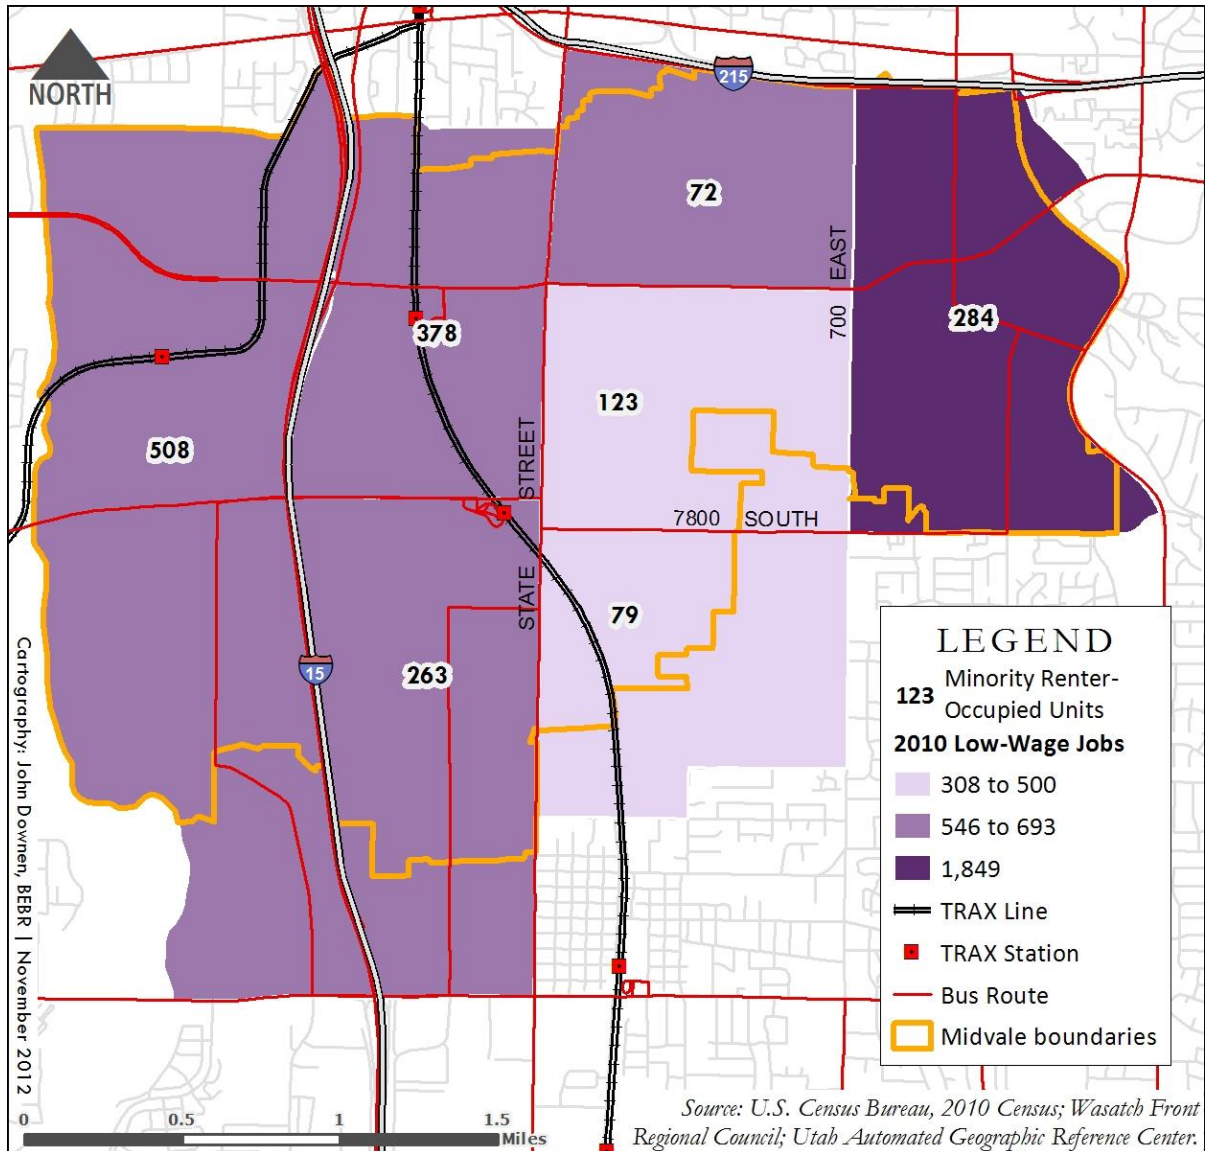 NORTH
215
72
700 EAST
284
378
123
508
STATE STREET
7800 SOUTH
79
15
263
LEGEND
123 Minority Renter-
Occupied Units
2010 Low-Wage Jobs
308 to 500
546 to 693
1,849
TRAX Line
TRAX Station
Bus Route
Midvale boundaries
Cartography: John Downen, BEBR | November 2012
0 0.5 1 1.5 Miles
Source: U.S. Census Bureau, 2010 Census; Wasatch Front
Regional Council; Utah Automated Geographic Reference Center.